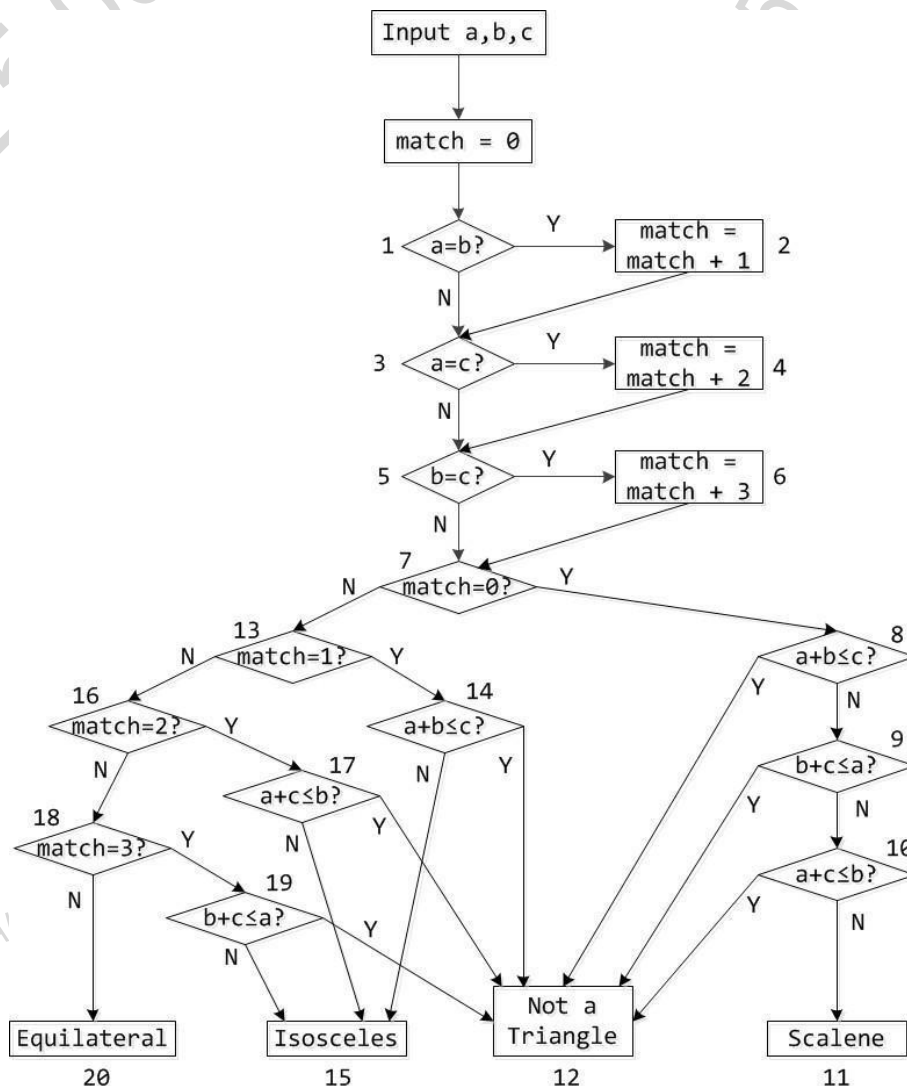 Input a,b,c
match = 0
1
a=b?
Y
match =
match + 1
2
N
3
a=c?
Y
match =
match + 2
4
N
5
b=c?
Y
match =
match + 3
6
N
7
N
match=0?
Y
13
N
match=1?
Y
8
a+b≤c?
Y
N
16
match=2?
Y
N
14
a+b≤c?
N
Y
9
b+c≤a?
Y
N
17
a+c≤b?
N
Y
18
match=3?
Y
N
10
a+c≤b?
Y
N
19
b+c≤a?
Y
N
Equilateral
20
Isosceles
15
Not a
Triangle
12
Scalene
11